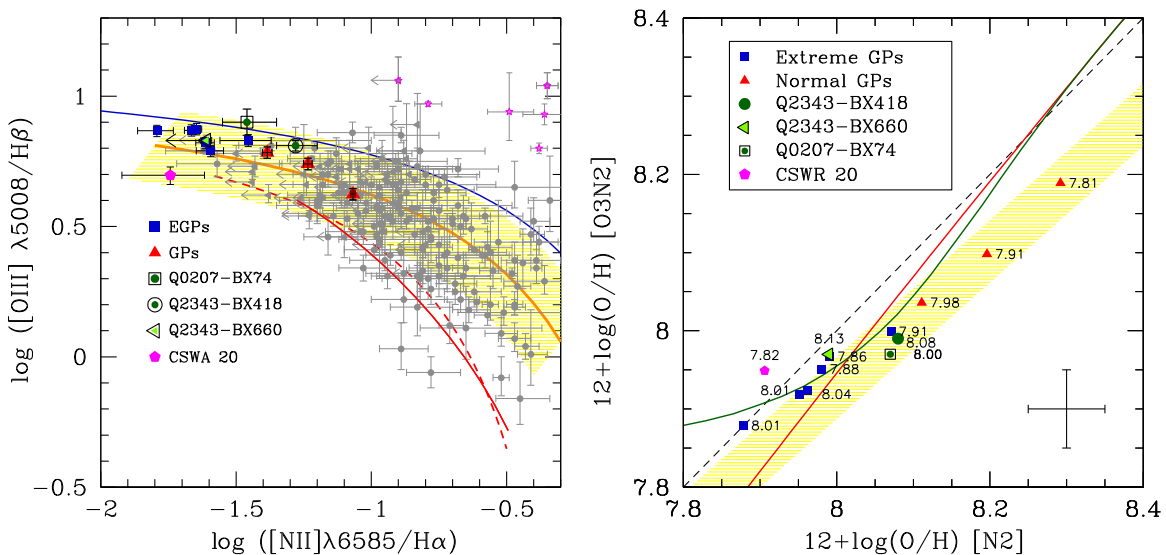 log ([OIII] λ5008/Hβ)
1
0.5
0
−0.5
EGPs
GPs
Q0207−BX74
Q2343−BX418
Q2343−BX660
CSWA 20
−2
−1.5
−1
−0.5
log ([NII]λ6585/Hα)
12+log(O/H) [O3N2]
8.4
8.2
8
7.8
Extreme GPs
Normal GPs
Q2343−BX418
Q2343−BX660
Q0207−BX74
CSWR 20
7.81
7.91
7.98
7.91
8.13
8.08
7.82
7.86
8.00
7.88
8.01
8.04
8.01
7.8
8
8.2
8.4
12+log(O/H) [N2]